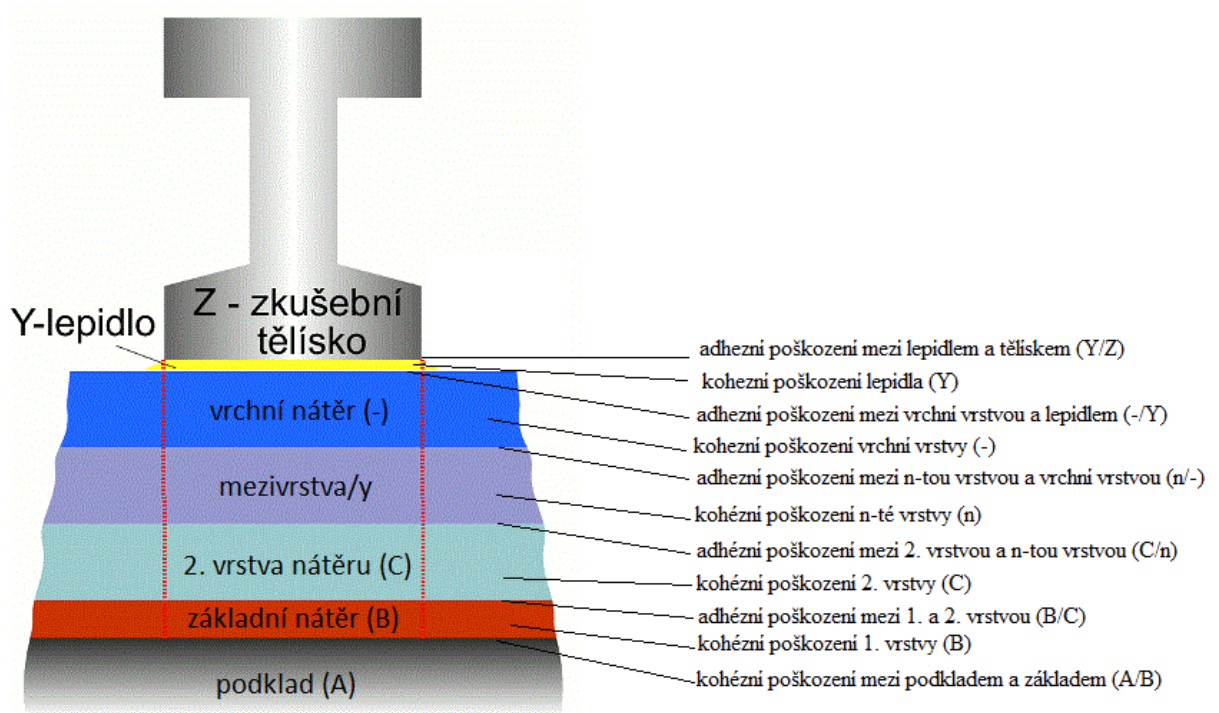 Z - zkušební
tělísko
Y-lepidlo
vrchní nátěr (-)
mezivrstva/y
2. vrstva nátěru (C)
základní nátěr (B)
podklad (A)
adhezní poškození mezi lepidlem a tělískem (Y/Z)
kohezní poškození lepidla (Y)
adhezní poškození mezi vrchní vrstvou a lepidlem (-/Y)
kohezní poškození vrchní vrstvy (-)
adhezní poškození mezi n-tou vrstvou a vrchní vrstvou (n/-)
kohézní poškození n-té vrstvy (n)
adhézní poškození mezi 2. vrstvou a n-tou vrstvou (C/n)
kohézní poškození 2. vrstvy (C)
adhézní poškození mezi 1. a 2. vrstvou (B/C)
kohézní poškození 1. vrstvy (B)
kohézní poškození mezi podkladem a základem (A/B)